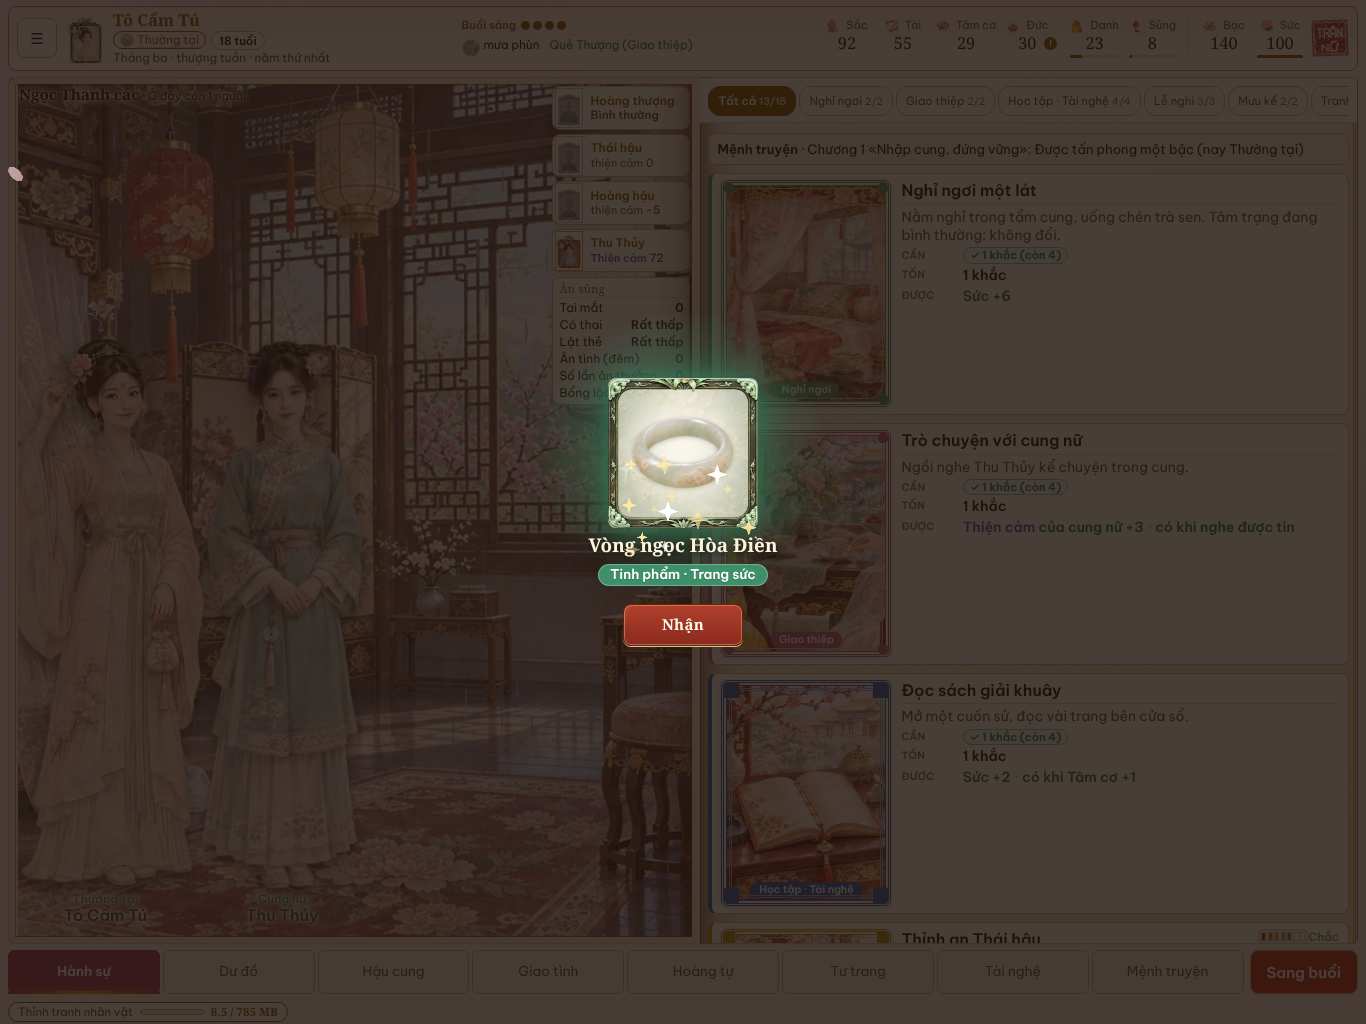 Tô Cẩm Tú
Thường tại
18 tuổi
Tháng ba · thượng tuần · năm thứ nhất
Buổi sáng
mưa phùn
Quế Thượng (Giao thiệp)
Sắc
92
Tài
55
Tâm cơ
29
Đức
30
Danh
23
Sủng
8
Bạc
140
Sức
100
TRÂN
NỮ
Ngọc Thanh các · Ở đây còn 1 người
Hoàng thượng
Bình thường
Thái hậu
thiện cảm 0
Hoàng hậu
thiện cảm -5
Thu Thủy
Thiện cảm 72
Ân sủng
Tai mắt 0
Có thai Rất thấp
Lật thẻ Rất thấp
Ân tình (đêm) 0
Số lần ân
Bổng lộ
Thường tại
Tô Cẩm Tú
Cung nữ
Thu Thủy
Tất cả 13/18
Nghỉ ngơi 2/2
Giao thiệp 2/2
Học tập · Tài nghệ 4/4
Lễ nghi 3/3
Mưu kế 2/2
Tranh
Mệnh truyện · Chương 1 «Nhập cung, đứng vững»: Được tấn phong một bậc (nay Thường tại)
Nghỉ ngơi
Nghỉ ngơi một lát
Nằm nghỉ trong tẩm cung, uống chén trà sen. Tâm trạng đang
bình thường: không đổi.
CẦN ✓ 1 khắc (còn 4)
TỐN 1 khắc
ĐƯỢC Sức +6
Giao thiệp
Trò chuyện với cung nữ
Ngồi nghe Thu Thủy kể chuyện trong cung.
CẦN ✓ 1 khắc (còn 4)
TỐN 1 khắc
ĐƯỢC Thiện cảm của cung nữ +3 · có khi nghe được tin
Học tập · Tài nghệ
Đọc sách giải khuây
Mở một cuốn sử, đọc vài trang bên cửa sổ.
CẦN ✓ 1 khắc (còn 4)
TỐN 1 khắc
ĐƯỢC Sức +2 · có khi Tâm cơ +1
Thỉnh an Thái hậu
Chắc
Vòng ngọc Hòa Điền
Tinh phẩm · Trang sức
Nhận
Hành sự
Dư đồ
Hậu cung
Giao tình
Hoàng tự
Tư trang
Tài nghệ
Mệnh truyện
Sang buổi
Thỉnh tranh nhân vật
8.5 / 785 MB